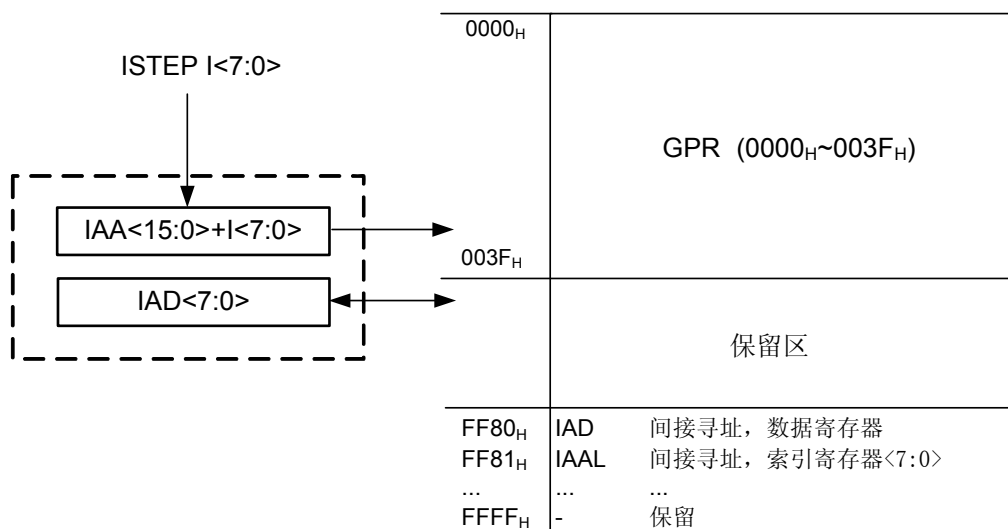 ISTEP I<7:0>
IAA<15:0>+I<7:0>
IAD<7:0>
0000H
GPR (0000H~003FH)
003FH
保留区
FF80H IAD 间接寻址，数据寄存器
FF81H IAAL 间接寻址，索引寄存器<7:0>
... ... ...
FFFFH - 保留